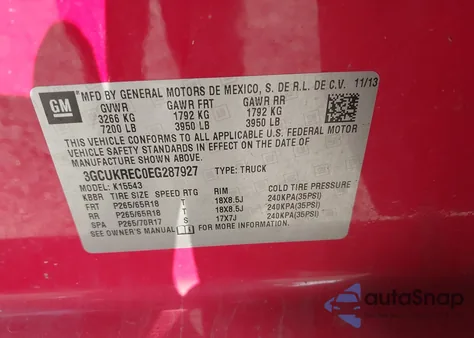 GM MFD BY GENERAL MOTORS DE MEXICO, S. DE R.L. DE C.V. 11/13
GVWR GAWR FRT GAWR RR
3266 KG 1792 KG 1792 KG
7200 LB 3950 LB 3950 LB
THIS VEHICLE CONFORMS TO ALL APPLICABLE U.S. FEDERAL MOTOR
VEHICLE SAFETY STANDARDS IN EFFECT ON THE DATE OF
MANUFACTURE SHOWN ABOVE.
3GCUKREC0EG287927 TYPE: TRUCK
MODEL: K15543
KBBR TIRE SIZE SPEED RTG RIM COLD TIRE PRESSURE
FRT P265/65R18 T 18X8.5J 240KPA(35PSI)
RR P265/65R18 T 18X8.5J 240KPA(35PSI)
SPA P265/70R17 S 17X7J 240KPA(35PSI)
SEE OWNER'S MANUAL
autoSnap